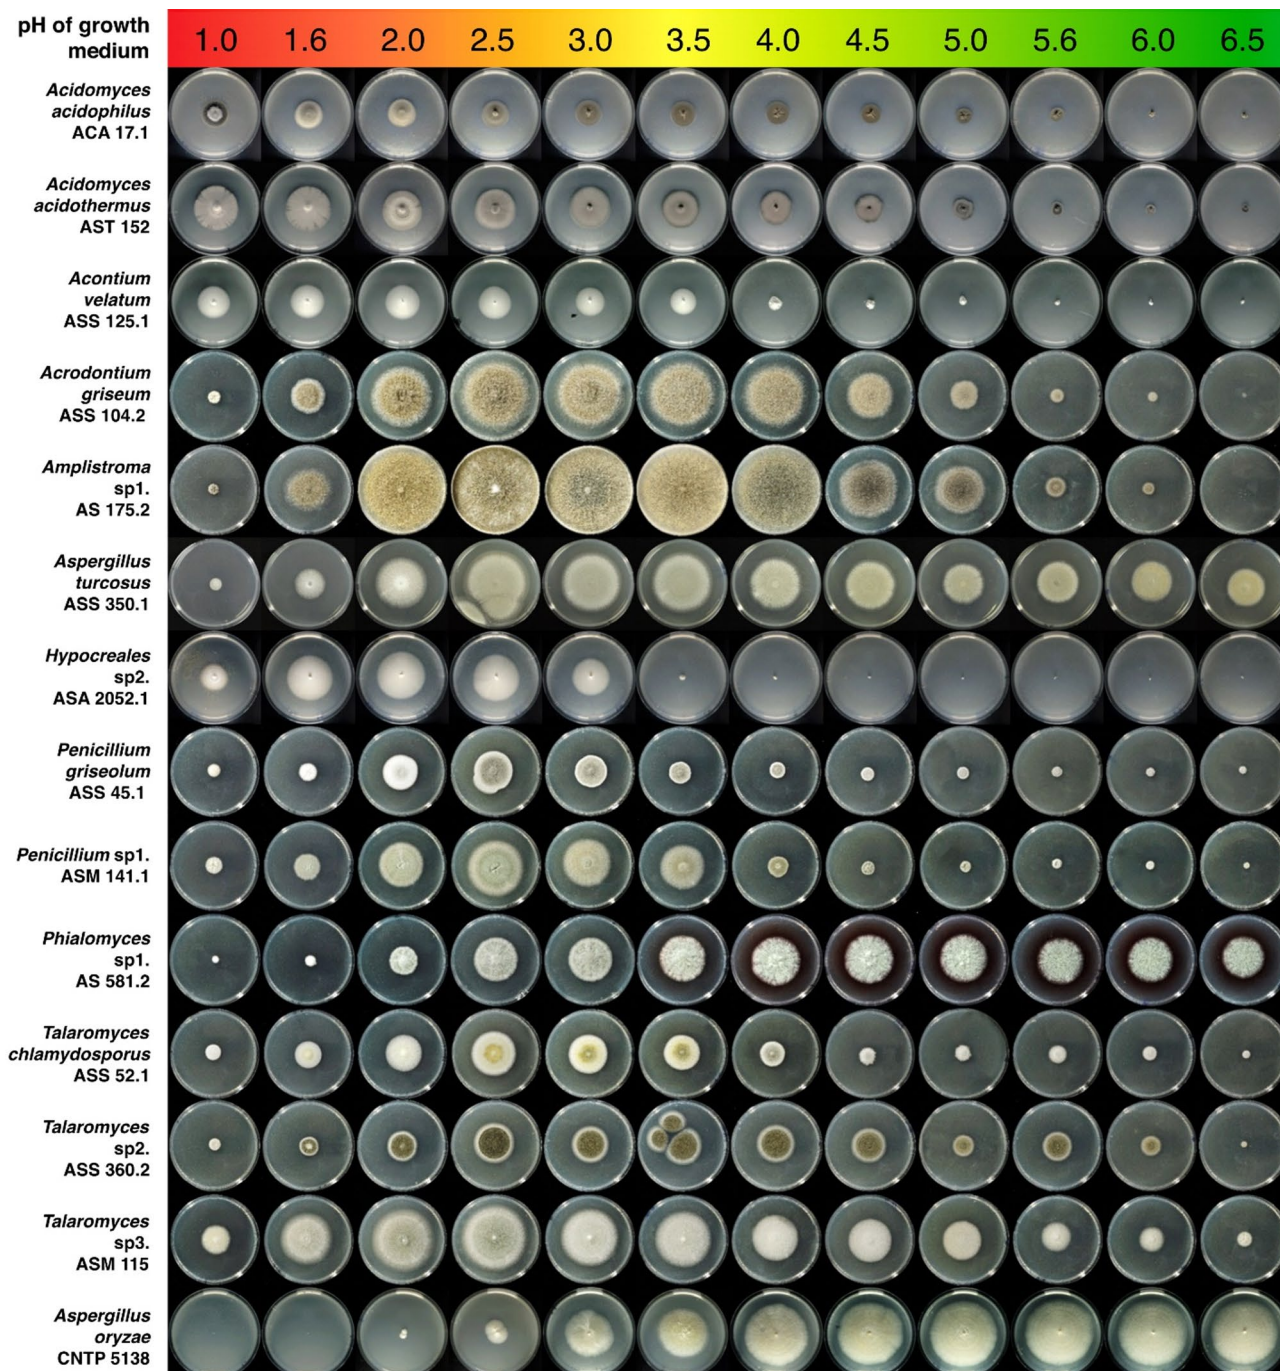 pH of growth
medium
1.0 1.6 2.0 2.5 3.0 3.5 4.0 4.5 5.0 5.6 6.0 6.5
Acidomyces
acidophilus
ACA 17.1
Acidomyces
acidothermus
AST 152
Acontium
velatum
ASS 125.1
Acrodontium
griseum
ASS 104.2
Amplistroma
sp1.
AS 175.2
Aspergillus
turcosus
ASS 350.1
Hypocreales
sp2.
ASA 2052.1
Penicillium
griseolum
ASS 45.1
Penicillium sp1.
ASM 141.1
Phialomyces
sp1.
AS 581.2
Talaromyces
chlamydosporus
ASS 52.1
Talaromyces
sp2.
ASS 360.2
Talaromyces
sp3.
ASM 115
Aspergillus
oryzae
CNTP 5138